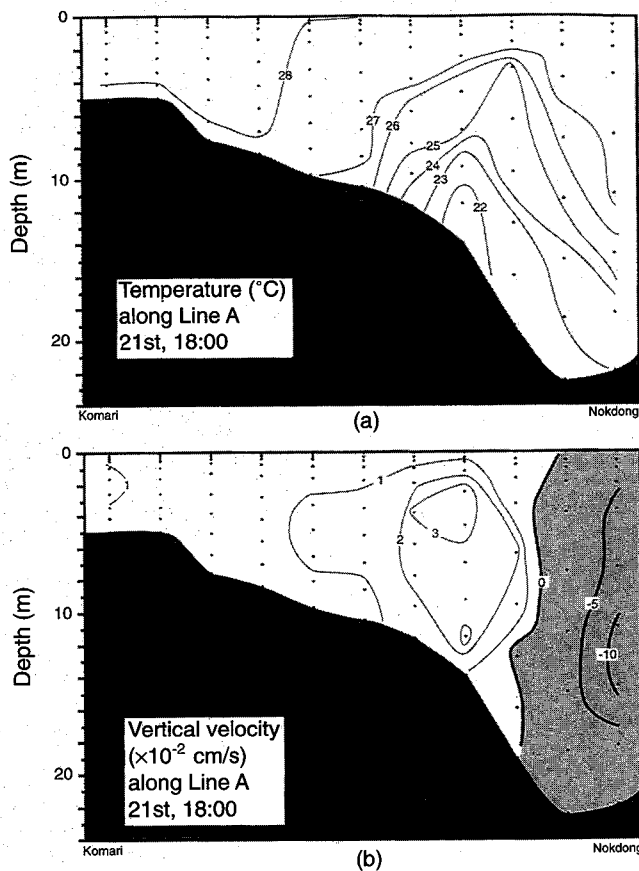 0
28
27
26
25
24
23
22
10
20
Depth (m)
Temperature (°C)
along Line A
21st, 18:00
Komari
(a)
Nokdong
0
1
1
2
3
0
-5
-10
10
20
Depth (m)
Vertical velocity
(×10⁻² cm/s)
along Line A
21st, 18:00
Komari
(b)
Nokdong